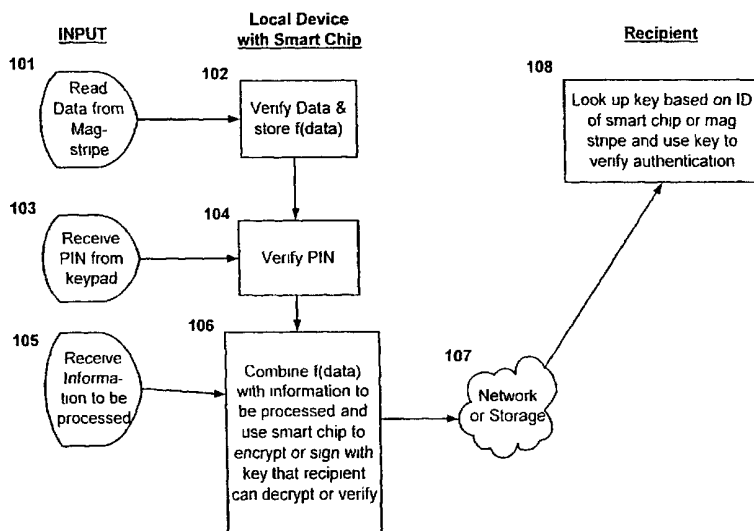 INPUT
Local Device
with Smart Chip
Recipient
101
Read
Data from
Mag-
stripe
102
Verify Data &
store f(data)
108
Look up key based on ID
of smart chip or mag
stripe and use key to
verify authentication
103
Receive
PIN from
keypad
104
Verify PIN
105
Receive
Informa-
tion to be
processed
106
Combine f(data)
with information to
be processed and
use smart chip to
encrypt or sign with
key that recipient
can decrypt or verify
107
Network
or Storage